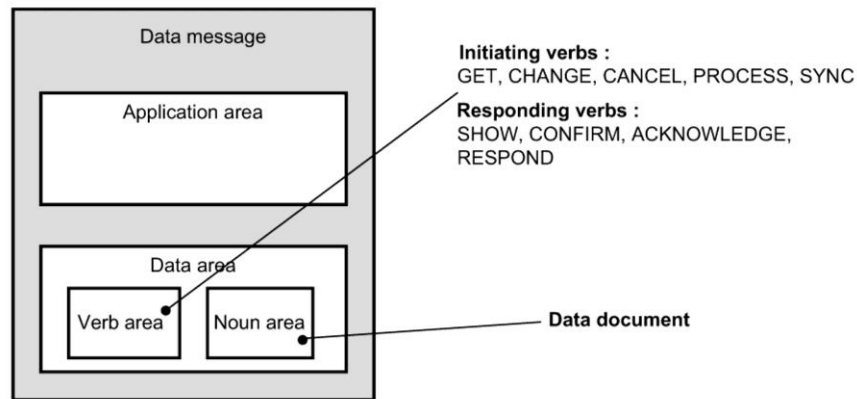 Data message
Application area
Data area
Verb area
Noun area
Initiating verbs :
GET, CHANGE, CANCEL, PROCESS, SYNC
Responding verbs :
SHOW, CONFIRM, ACKNOWLEDGE,
RESPOND
Data document